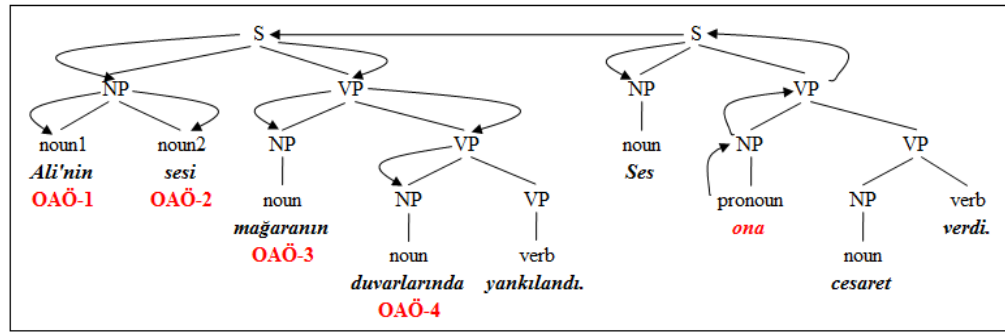 S S
NP VP NP VP
noun1 noun2 NP VP noun NP VP
Ali'nin sesi Ses
OAÖ-1 OAÖ-2 noun NP VP pronoun NP verb
mağaranın ona verdi.
OAÖ-3 noun verb noun
duvarlarında yankılandı. cesaret
OAÖ-4